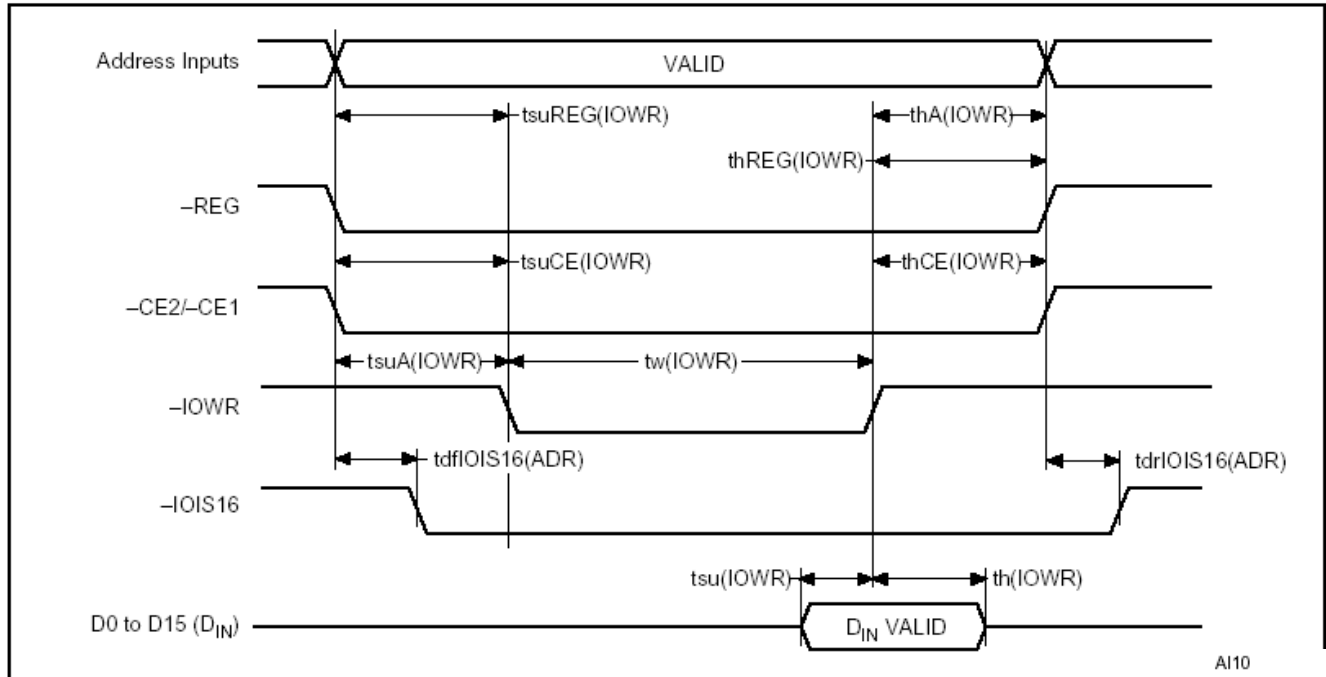 Address Inputs
VALID
tsuREG(IOWR)
thA(IOWR)
thREG(IOWR)
–REG
tsuCE(IOWR)
thCE(IOWR)
–CE2/–CE1
tsuA(IOWR)
tw(IOWR)
–IOWR
tdfIOIS16(ADR)
tdrIOIS16(ADR)
–IOIS16
tsu(IOWR)
th(IOWR)
D0 to D15 (DIN)
DIN VALID
AI10